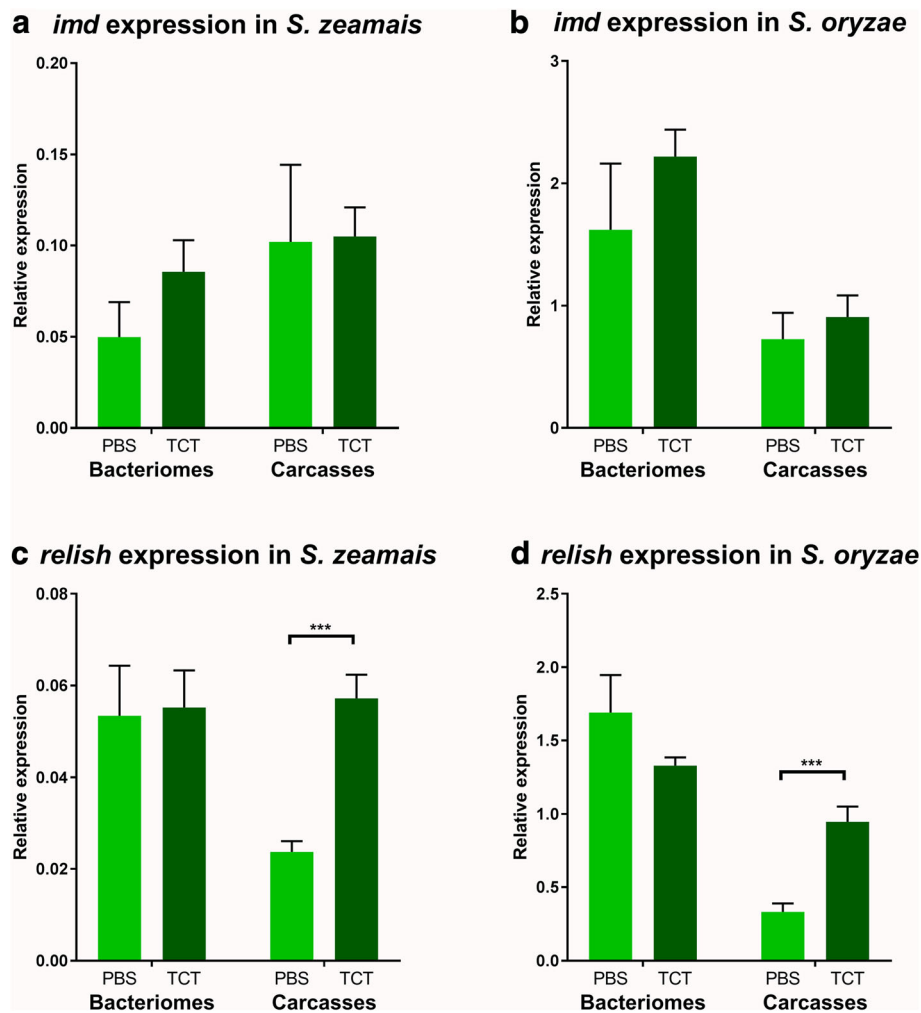 a imd expression in S. zeamais
0.20
0.15
0.10
0.05
0.00
Relative expression
PBS TCT PBS TCT
Bacteriomes Carcasses
b imd expression in S. oryzae
3
2
1
0
Relative expression
PBS TCT PBS TCT
Bacteriomes Carcasses
c relish expression in S. zeamais
0.08
0.06
0.04
0.02
0.00
Relative expression
***
PBS TCT PBS TCT
Bacteriomes Carcasses
d relish expression in S. oryzae
2.5
2.0
1.5
1.0
0.5
0.0
Relative expression
***
PBS TCT PBS TCT
Bacteriomes Carcasses